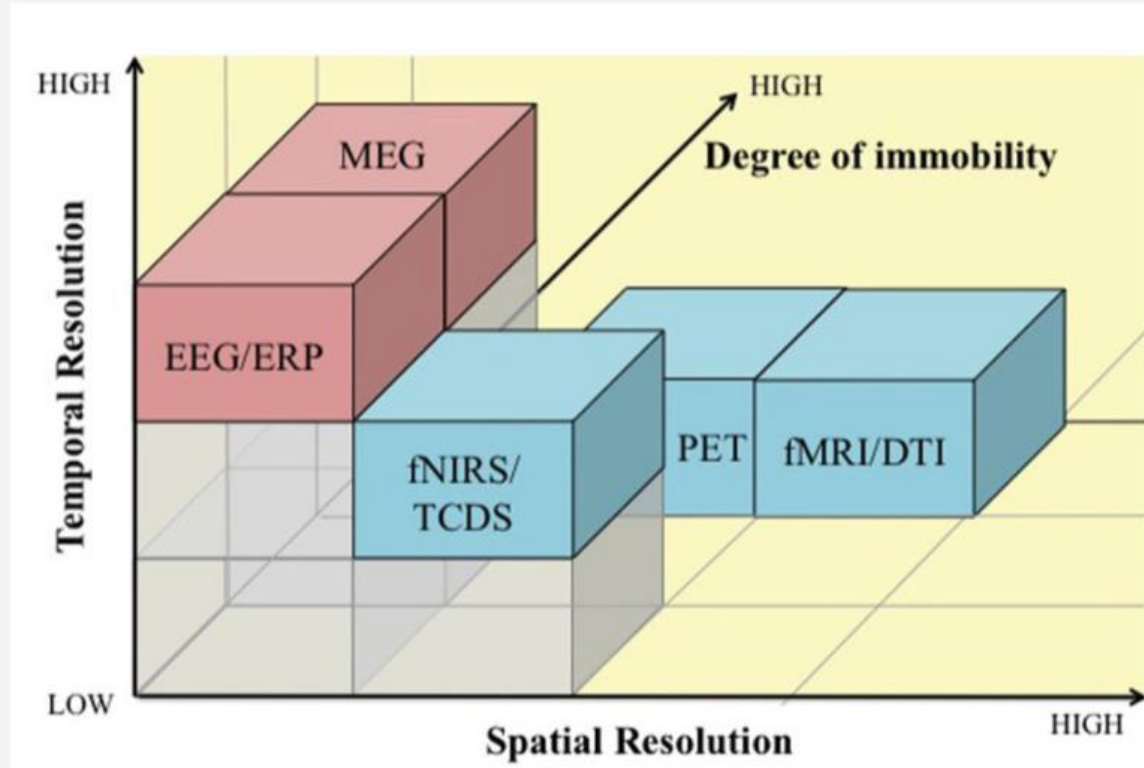 HIGH
HIGH
MEG
Degree of immobility
Temporal Resolution
EEG/ERP
PET
fMRI/DTI
fNIRS/
TCDS
LOW
HIGH
Spatial Resolution